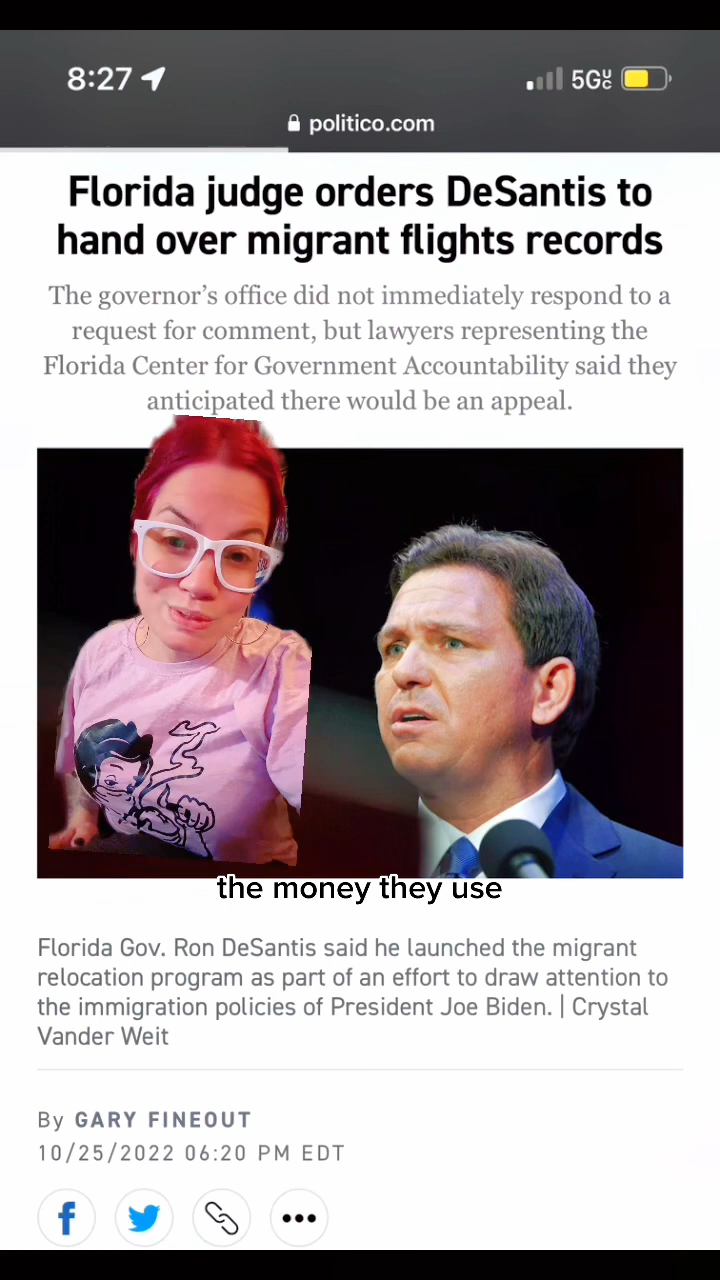 8:27
5GUC
politico.com
Florida judge orders DeSantis to
hand over migrant flights records
The governor's office did not immediately respond to a
request for comment, but lawyers representing the
Florida Center for Government Accountability said they
anticipated there would be an appeal.
the money they use
Florida Gov. Ron DeSantis said he launched the migrant
relocation program as part of an effort to draw attention to
the immigration policies of President Joe Biden. | Crystal
Vander Weit
By GARY FINEOUT
10/25/2022 06:20 PM EDT